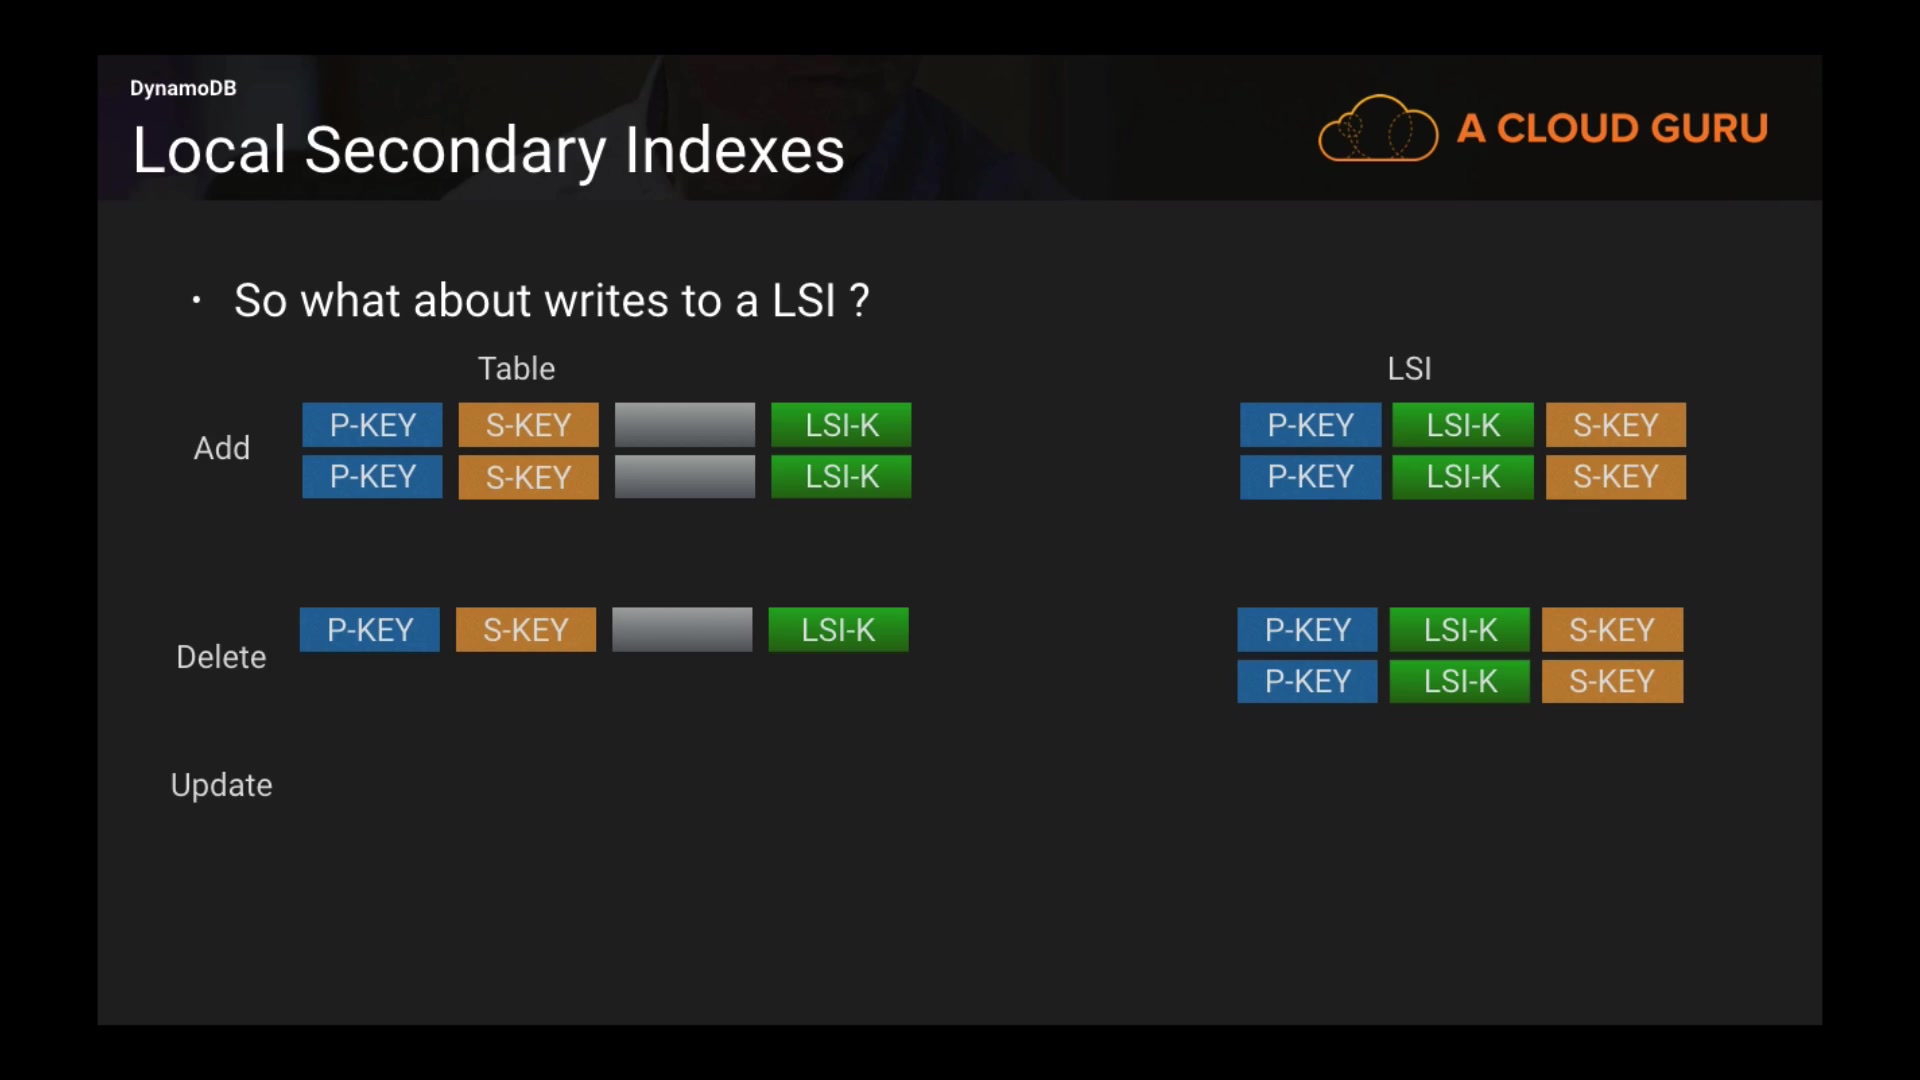 DynamoDB
Local Secondary Indexes
A CLOUD GURU
• So what about writes to a LSI ?
Table LSI
Add
P-KEY S-KEY LSI-K P-KEY LSI-K S-KEY
P-KEY S-KEY LSI-K P-KEY LSI-K S-KEY
Delete
P-KEY S-KEY LSI-K P-KEY LSI-K S-KEY
P-KEY LSI-K S-KEY
Update